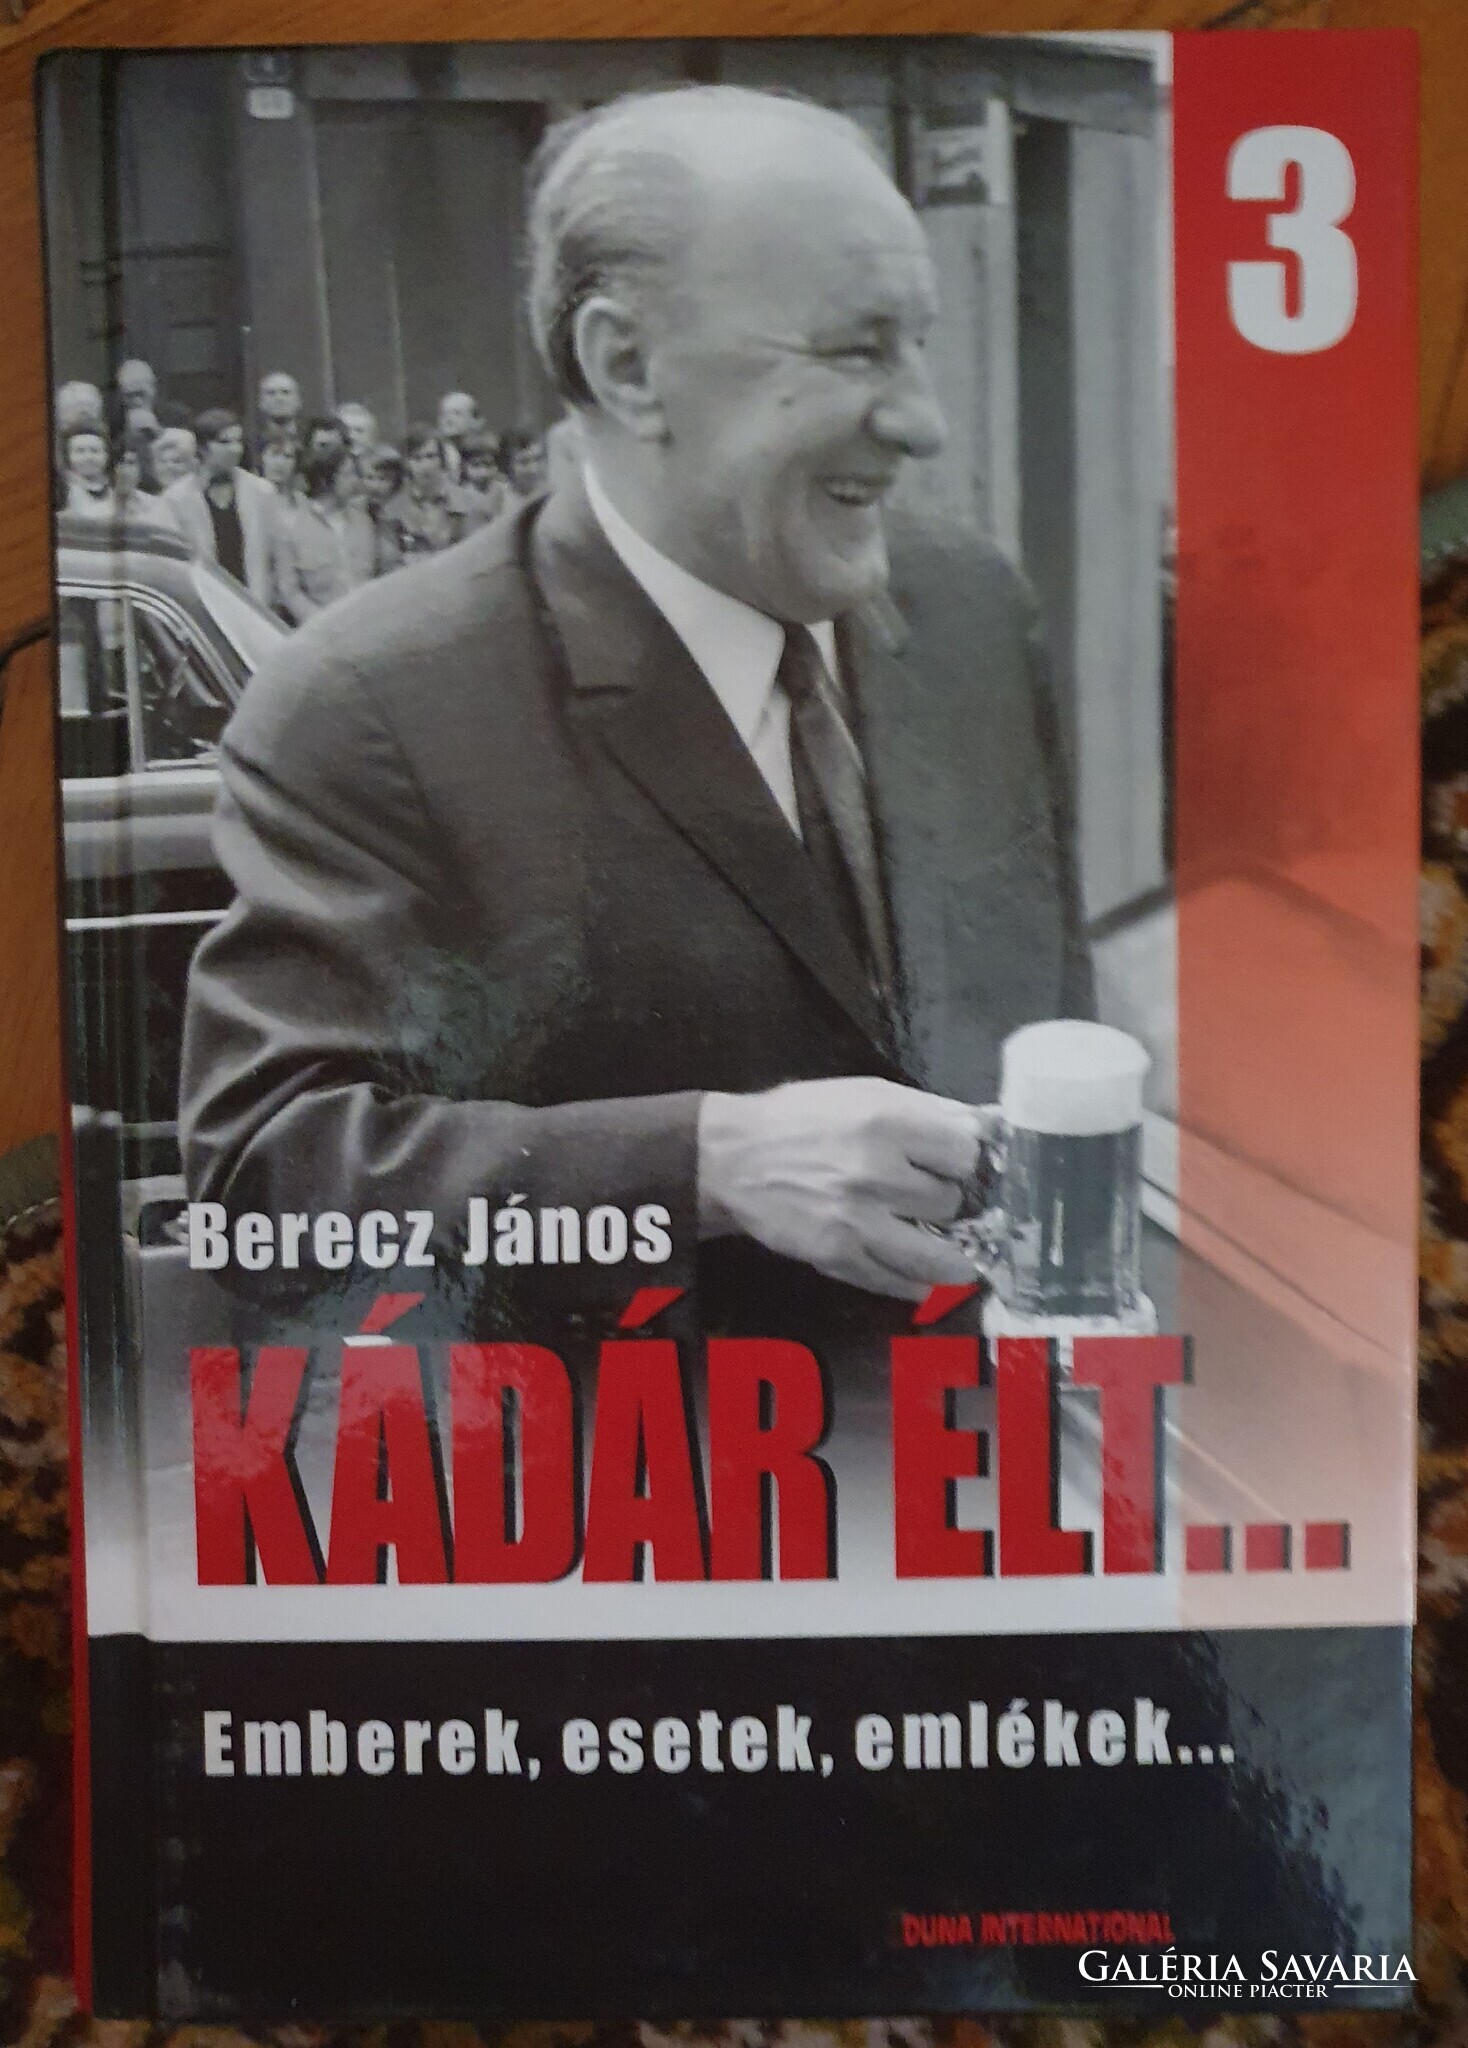 3
Berecz János
KÁDÁR ÉLT...
Emberek, esetek, emlékek...
DUNA INTERNATIONAL
GALÉRIA SAVARIA
ONLINE PIACTÉR